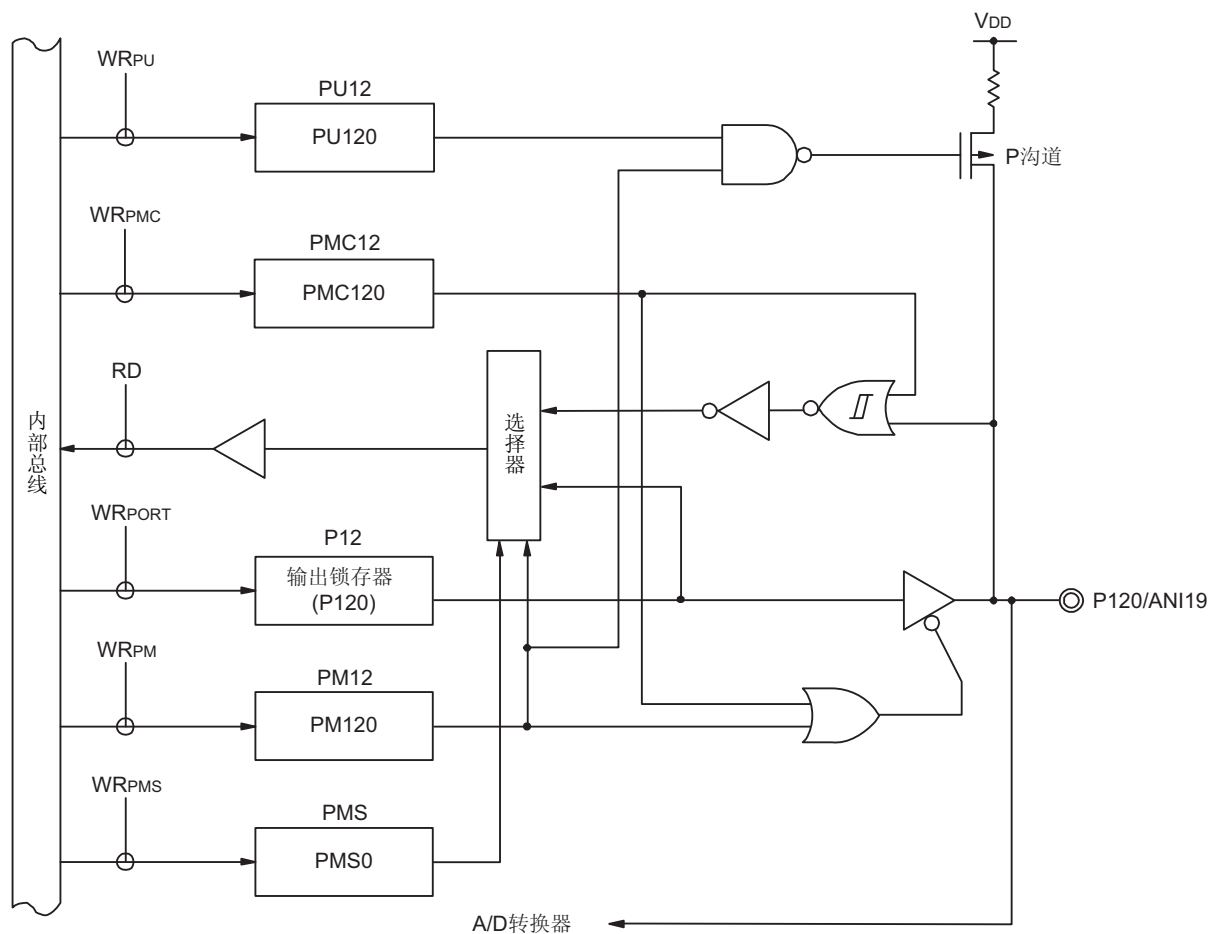 VDD
WRPU
PU12
PU120
P沟道
WRPMC
PMC12
PMC120
RD
选择器
内部总线
WRPORT
P12
输出锁存器
(P120)
P120/ANI19
WRPM
PM12
PM120
WRPMS
PMS
PMS0
A/D转换器